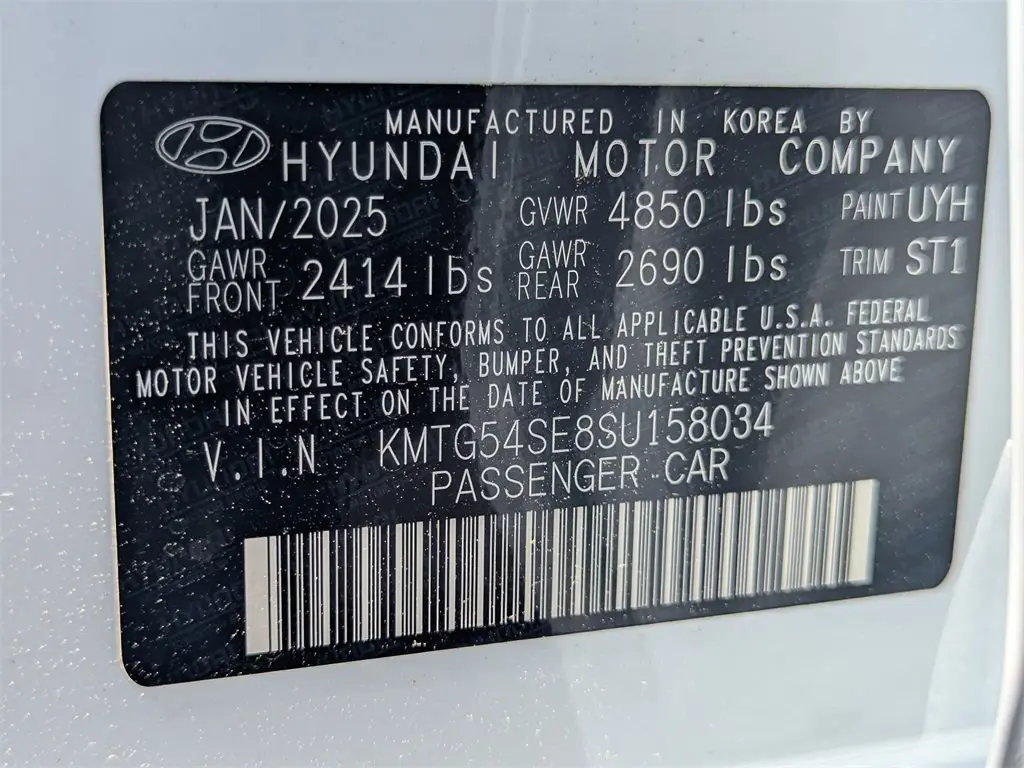 MANUFACTURED IN KOREA BY
HYUNDAI MOTOR COMPANY
JAN/2025 GVWR 4850 lbs PAINT UYH
GAWR FRONT 2414 lbs GAWR REAR 2690 lbs TRIM ST1
THIS VEHICLE CONFORMS TO ALL APPLICABLE U.S.A. FEDERAL
MOTOR VEHICLE SAFETY, BUMPER, AND THEFT PREVENTION STANDARDS
IN EFFECT ON THE DATE OF MANUFACTURE SHOWN ABOVE
V.I.N KMTG54SE8SU158034
PASSENGER CAR